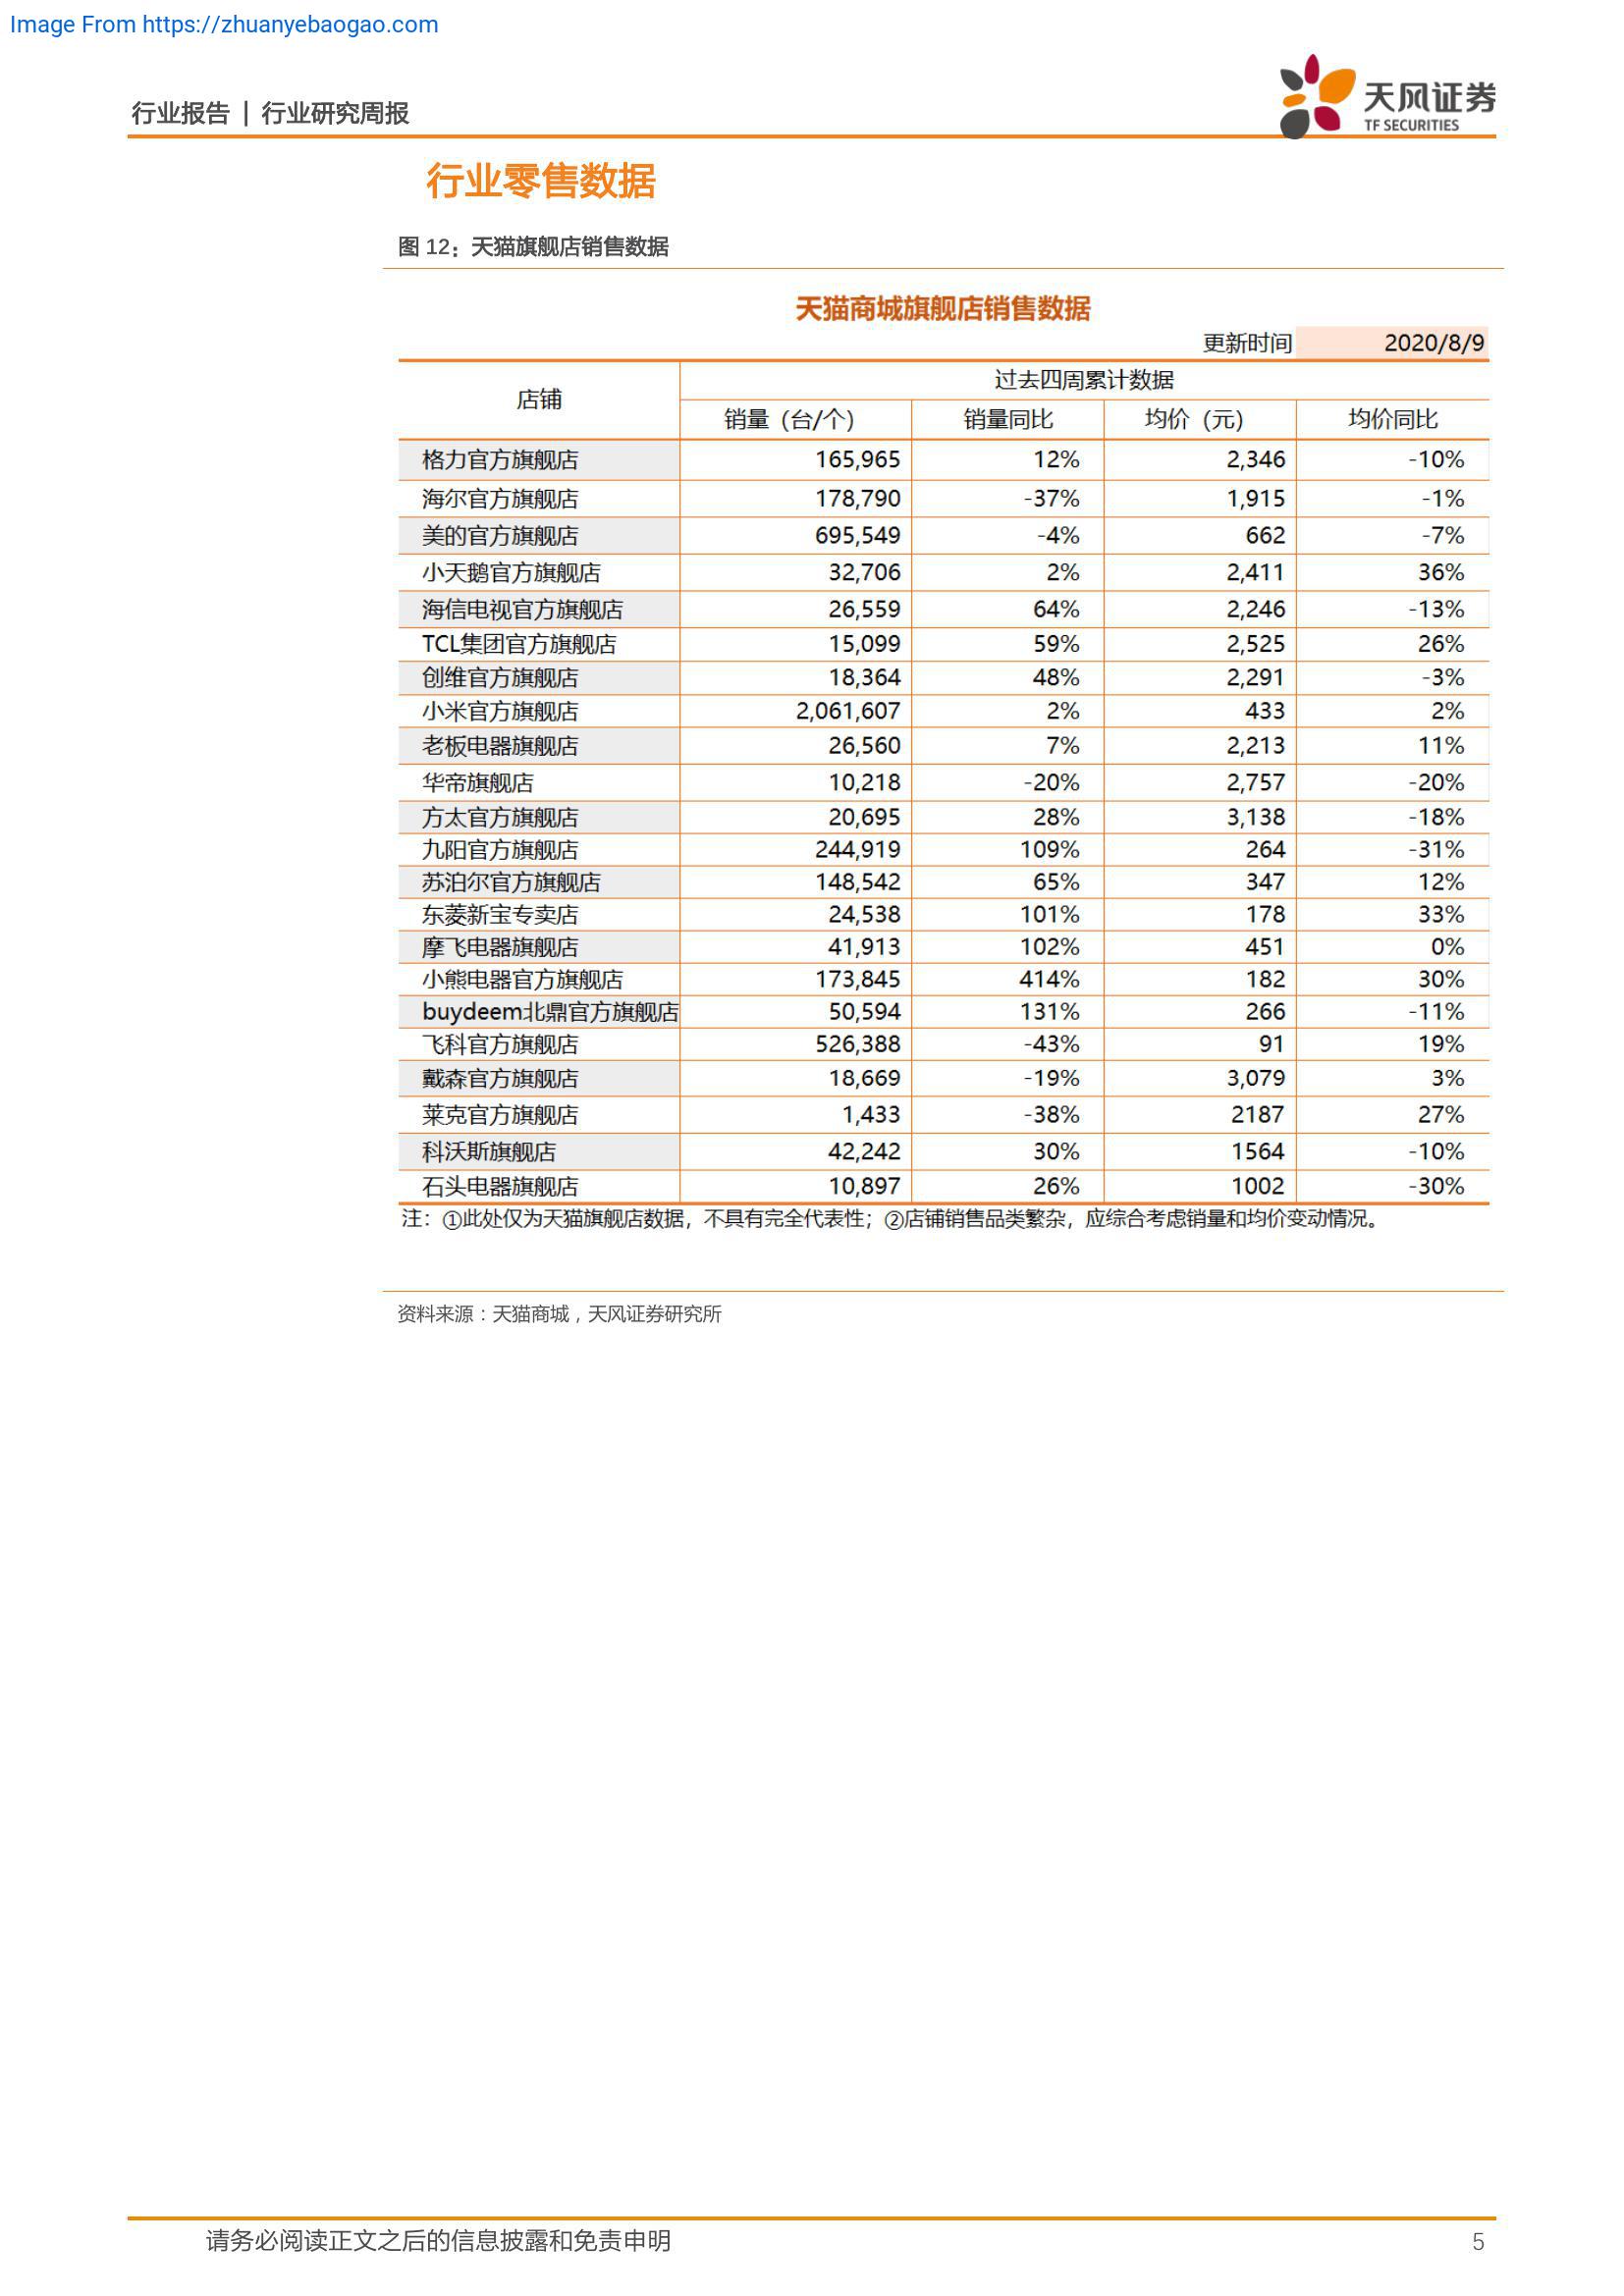 Image From https://zhuanyebaogao.com
行业报告 | 行业研究周报
天风证券
TF SECURITIES
行业零售数据
图 12：天猫旗舰店销售数据
天猫商城旗舰店销售数据
更新时间 2020/8/9
店铺 过去四周累计数据
销量（台/个） 销量同比 均价（元） 均价同比
格力官方旗舰店 165,965 12% 2,346 -10%
海尔官方旗舰店 178,790 -37% 1,915 -1%
美的官方旗舰店 695,549 -4% 662 -7%
小天鹅官方旗舰店 32,706 2% 2,411 36%
海信电视官方旗舰店 26,559 64% 2,246 -13%
TCL集团官方旗舰店 15,099 59% 2,525 26%
创维官方旗舰店 18,364 48% 2,291 -3%
小米官方旗舰店 2,061,607 2% 433 2%
老板电器旗舰店 26,560 7% 2,213 11%
华帝旗舰店 10,218 -20% 2,757 -20%
方太官方旗舰店 20,695 28% 3,138 -18%
九阳官方旗舰店 244,919 109% 264 -31%
苏泊尔官方旗舰店 148,542 65% 347 12%
东菱新宝专卖店 24,538 101% 178 33%
摩飞电器旗舰店 41,913 102% 451 0%
小熊电器官方旗舰店 173,845 414% 182 30%
buydeem北鼎官方旗舰店 50,594 131% 266 -11%
飞科官方旗舰店 526,388 -43% 91 19%
戴森官方旗舰店 18,669 -19% 3,079 3%
莱克官方旗舰店 1,433 -38% 2187 27%
科沃斯旗舰店 42,242 30% 1564 -10%
石头电器旗舰店 10,897 26% 1002 -30%
注：①此处仅为天猫旗舰店数据，不具有完全代表性；②店铺销售品类繁杂，应综合考虑销量和均价变动情况。
资料来源：天猫商城，天风证券研究所
请务必阅读正文之后的信息披露和免责申明 5